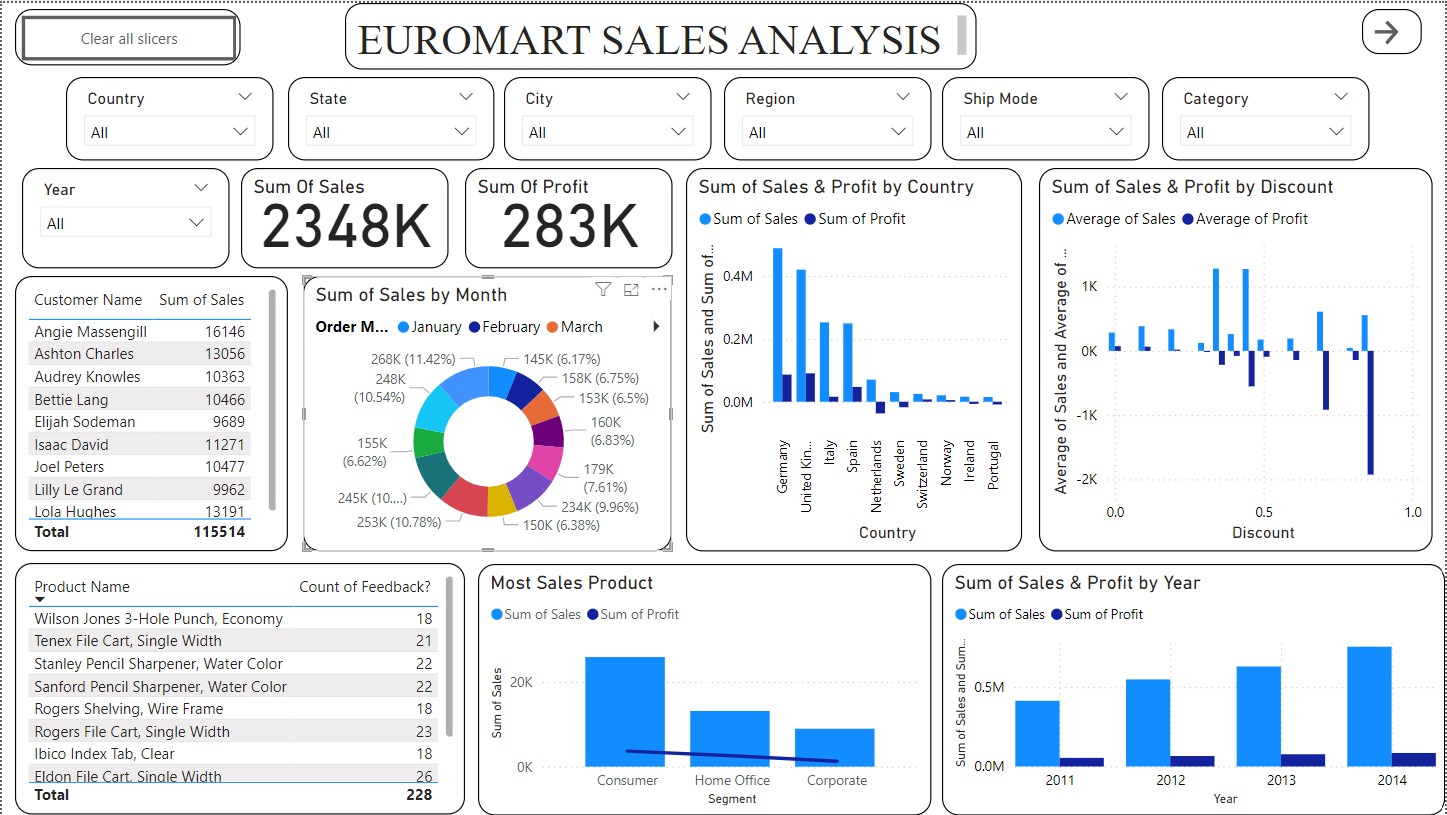 Clear all slicers
EUROMART SALES ANALYSIS
Country
All
State
All
City
All
Region
All
Ship Mode
All
Category
All
Year
All
Sum Of Sales
2348K
Sum Of Profit
283K
Customer Name Sum of Sales
Angie Massengill 16146
Ashton Charles 13056
Audrey Knowles 10363
Bettie Lang 10466
Elijah Sodeman 9689
Isaac David 11271
Joel Peters 10477
Lilly Le Grand 9962
Lola Hughes 13191
Total 115514
Sum of Sales by Month
Order M... January February March
268K (11.42%)
145K (6.17%)
158K (6.75%)
153K (6.5%)
160K
(6.83%)
179K
(7.61%)
234K (9.96%)
150K (6.38%)
253K (10.78%)
245K (10....)
155K
(6.62%)
248K
(10.54%)
Sum of Sales & Profit by Country
Sum of Sales Sum of Profit
Sum of Sales and Sum of...
0.4M
0.2M
0.0M
Germany
United Kin...
Italy
Spain
Netherlands
Sweden
Switzerland
Norway
Ireland
Portugal
Country
Sum of Sales & Profit by Discount
Average of Sales Average of Profit
Average of Sales and Average of ...
1K
0K
-1K
-2K
0.0 0.5 1.0
Discount
Product Name Count of Feedback?
Wilson Jones 3-Hole Punch, Economy 18
Tenex File Cart, Single Width 21
Stanley Pencil Sharpener, Water Color 22
Sanford Pencil Sharpener, Water Color 22
Rogers Shelving, Wire Frame 18
Rogers File Cart, Single Width 23
Ibico Index Tab, Clear 18
Eldon File Cart, Single Width 26
Total 228
Most Sales Product
Sum of Sales Sum of Profit
Sum of Sales
20K
0K
Consumer Home Office Corporate
Segment
Sum of Sales & Profit by Year
Sum of Sales Sum of Profit
Sum of Sales and Sum...
0.5M
0.0M
2011 2012 2013 2014
Year